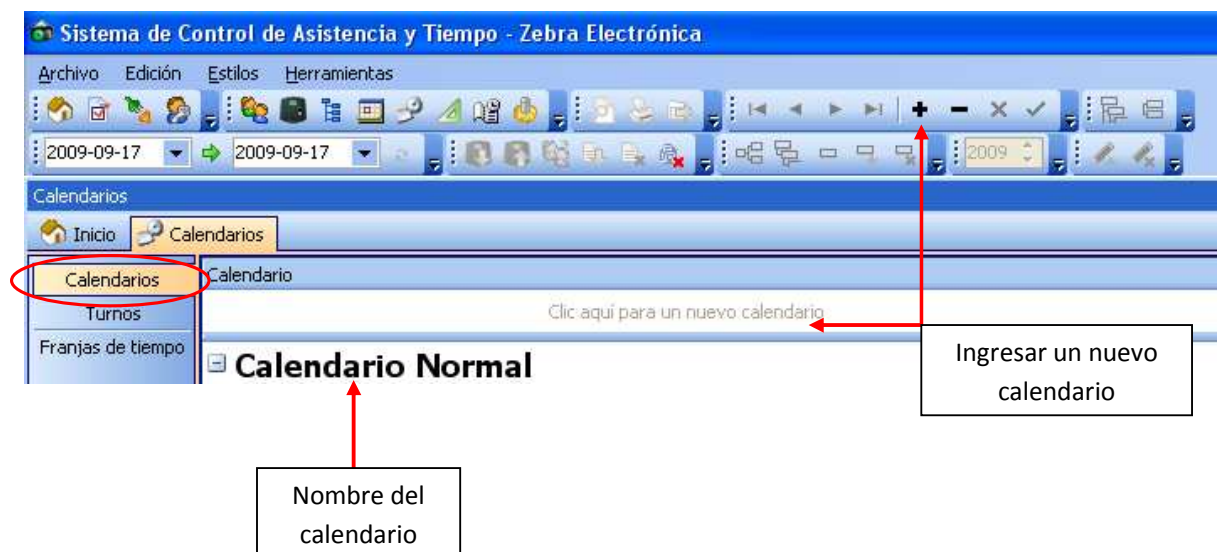 Sistema de Control de Asistencia y Tiempo - Zebra Electrónica
Archivo Edición Estilos Herramientas
2009-09-17 2009-09-17 2009
Calendarios
Inicio Calendarios
Calendarios
Calendario
Turnos
Clic aquí para un nuevo calendario
Franjas de tiempo
Calendario Normal
Ingresar un nuevo
calendario
Nombre del
calendario